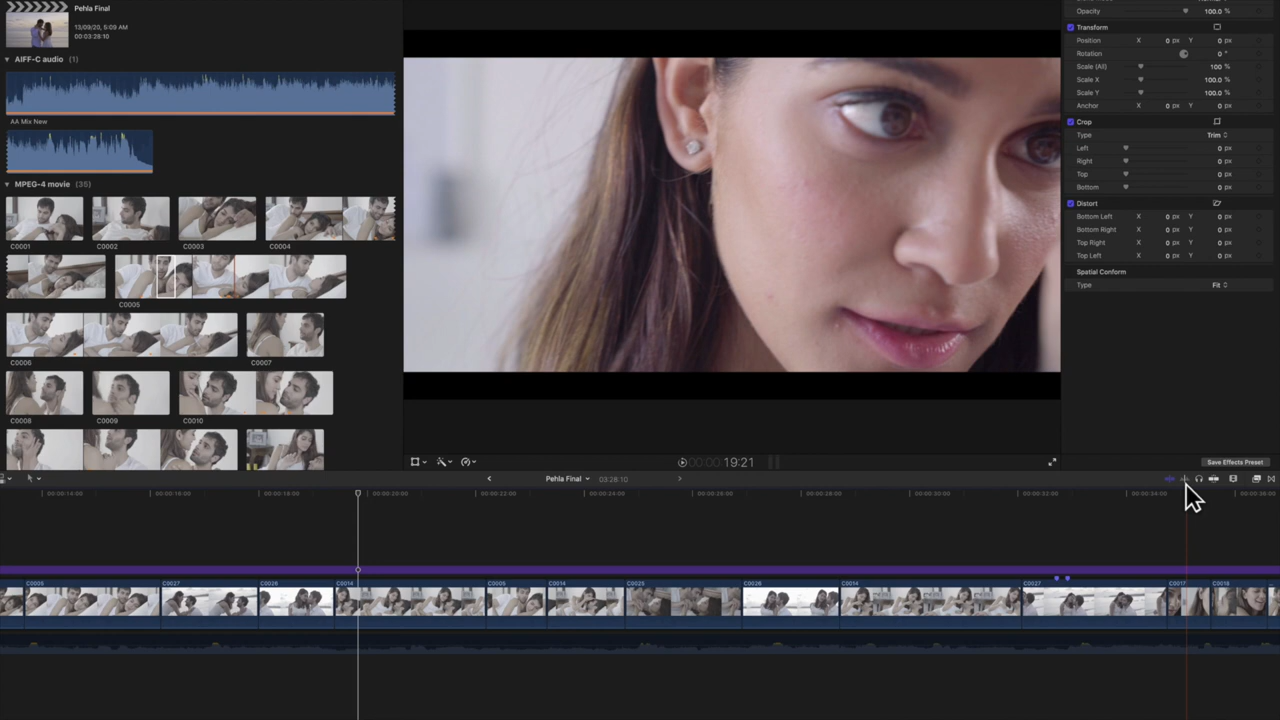 Pehla Final
13/09/20, 5:09 AM
00:03:28:10
AIFF-C audio (1)
AA Mix New
MPEG-4 movie (35)
C0001 C0002 C0003 C0004
C0005
C0006 C0007
C0008 C0009 C0010
Opacity 100.0 %
Transform
Position X 0 px Y 0 px
Rotation 0 °
Scale (All) 100 %
Scale X 100.0 %
Scale Y 100.0 %
Anchor X 0 px Y 0 px
Crop
Type Trim
Left 0 px
Right 0 px
Top 0 px
Bottom 0 px
Distort
Bottom Left X 0 px Y 0 px
Bottom Right X 0 px Y 0 px
Top Right X 0 px Y 0 px
Top Left X 0 px Y 0 px
Spatial Conform
Type Fit
00:00:19:21
Save Effects Preset
Pehla Final 03:28:10
00:00:14:00 00:00:16:00 00:00:18:00 00:00:20:00 00:00:22:00 00:00:24:00 00:00:26:00 00:00:28:00 00:00:30:00 00:00:32:00 00:00:34:00 00:00:36:00
C0005 C0027 C0026 C0014 C0005 C0014 C0025 C0026 C0014 C0027 C0017 C0018